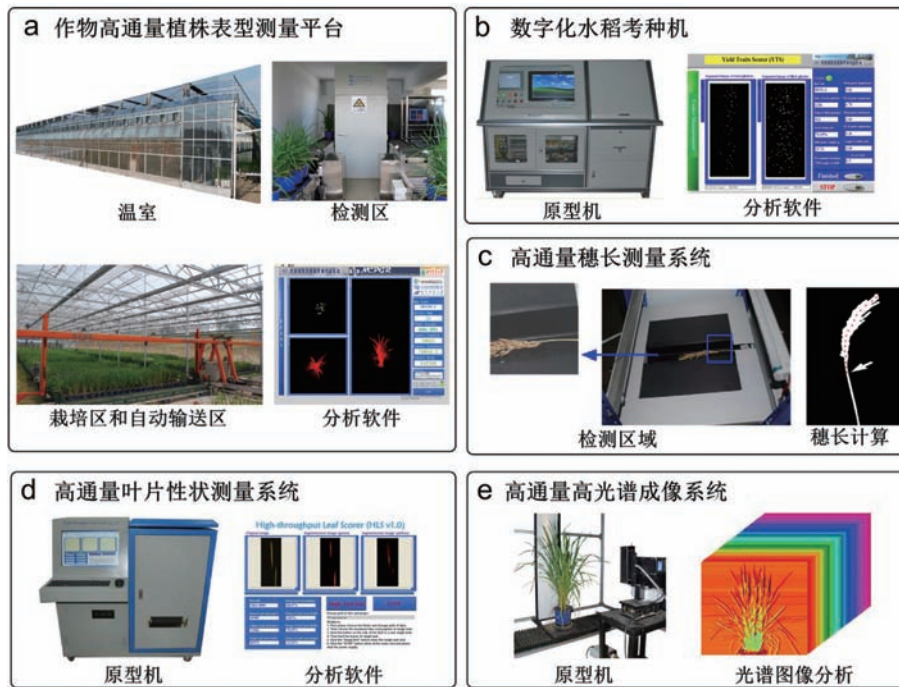 a 作物高通量植株表型测量平台
温室
检测区
栽培区和自动输送区
分析软件
b 数字化水稻考种机
Yield Traits Scorer (YTS)
原型机
分析软件
STOP
c 高通量穗长测量系统
检测区域
穗长计算
d 高通量叶片性状测量系统
High-throughput Leaf Scorer (HLS v1.0)
原型机
分析软件
e 高通量高光谱成像系统
原型机
光谱图像分析